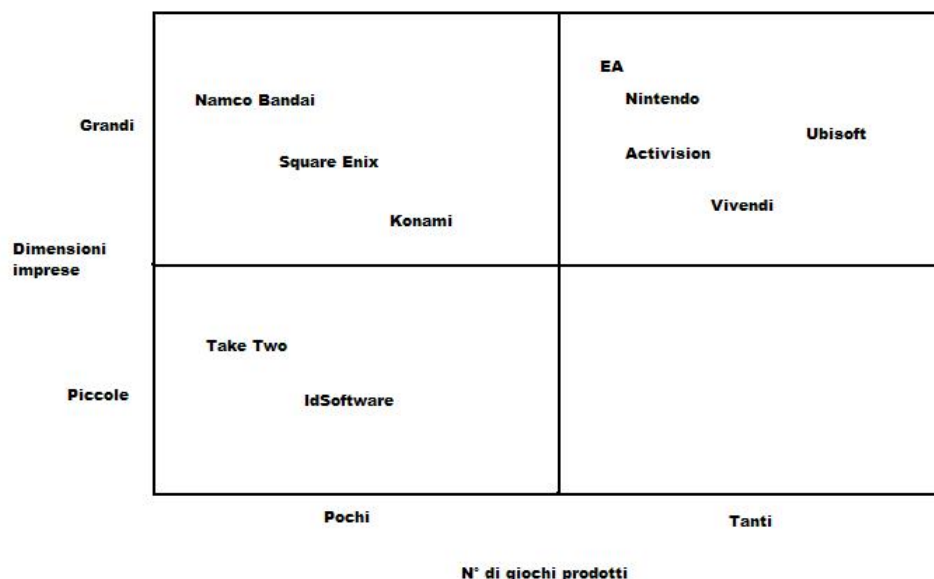 EA
Namco Bandai
Nintendo
Grandi
Ubisoft
Activision
Square Enix
Vivendi
Konami
Dimensioni
imprese
Take Two
Piccole
IdSoftware
Pochi
Tanti
N° di giochi prodotti